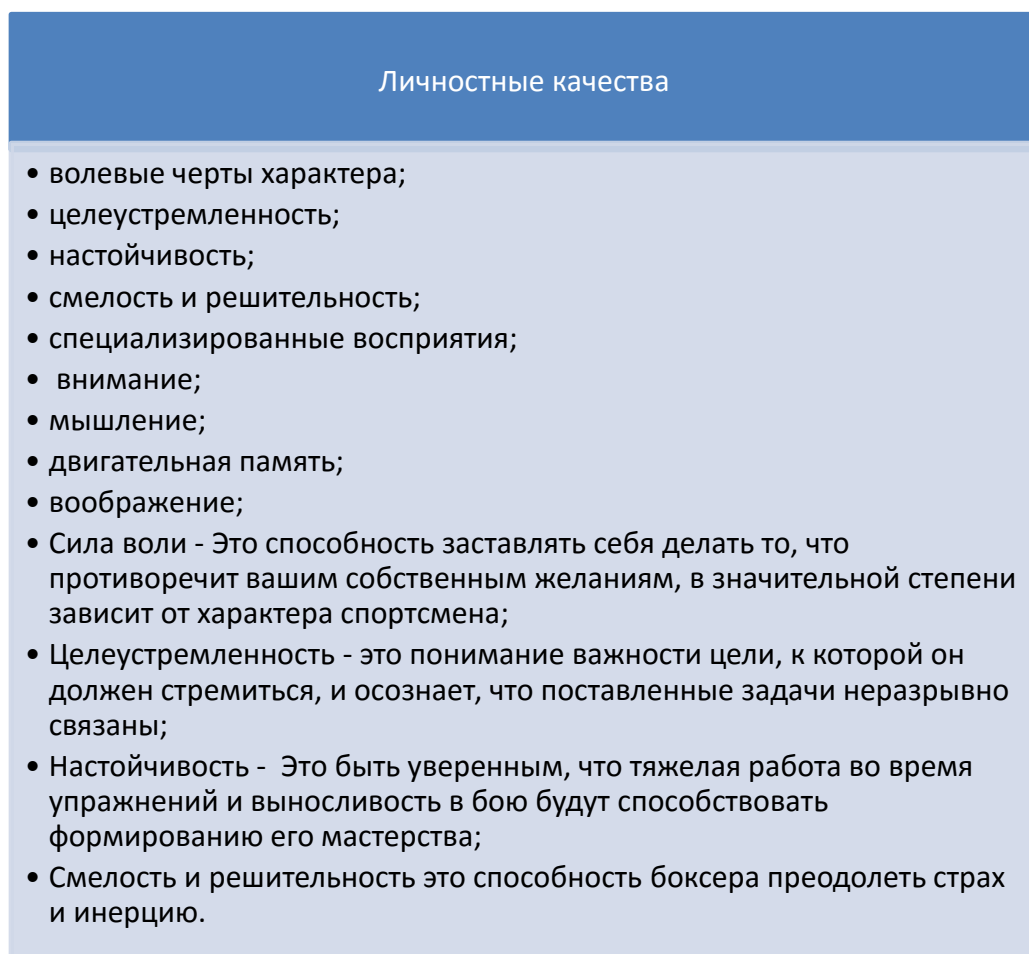 Личностные качества
• волевые черты характера;
• целеустремленность;
• настойчивость;
• смелость и решительность;
• специализированные восприятия;
• внимание;
• мышление;
• двигательная память;
• воображение;
• Сила воли - Это способность заставлять себя делать то, что
противоречит вашим собственным желаниям, в значительной степени
зависит от характера спортсмена;
• Целеустремленность - это понимание важности цели, к которой он
должен стремиться, и осознает, что поставленные задачи неразрывно
связаны;
• Настойчивость - Это быть уверенным, что тяжелая работа во время
упражнений и выносливость в бою будут способствовать
формированию его мастерства;
• Смелость и решительность это способность боксера преодолеть страх
и инерцию.